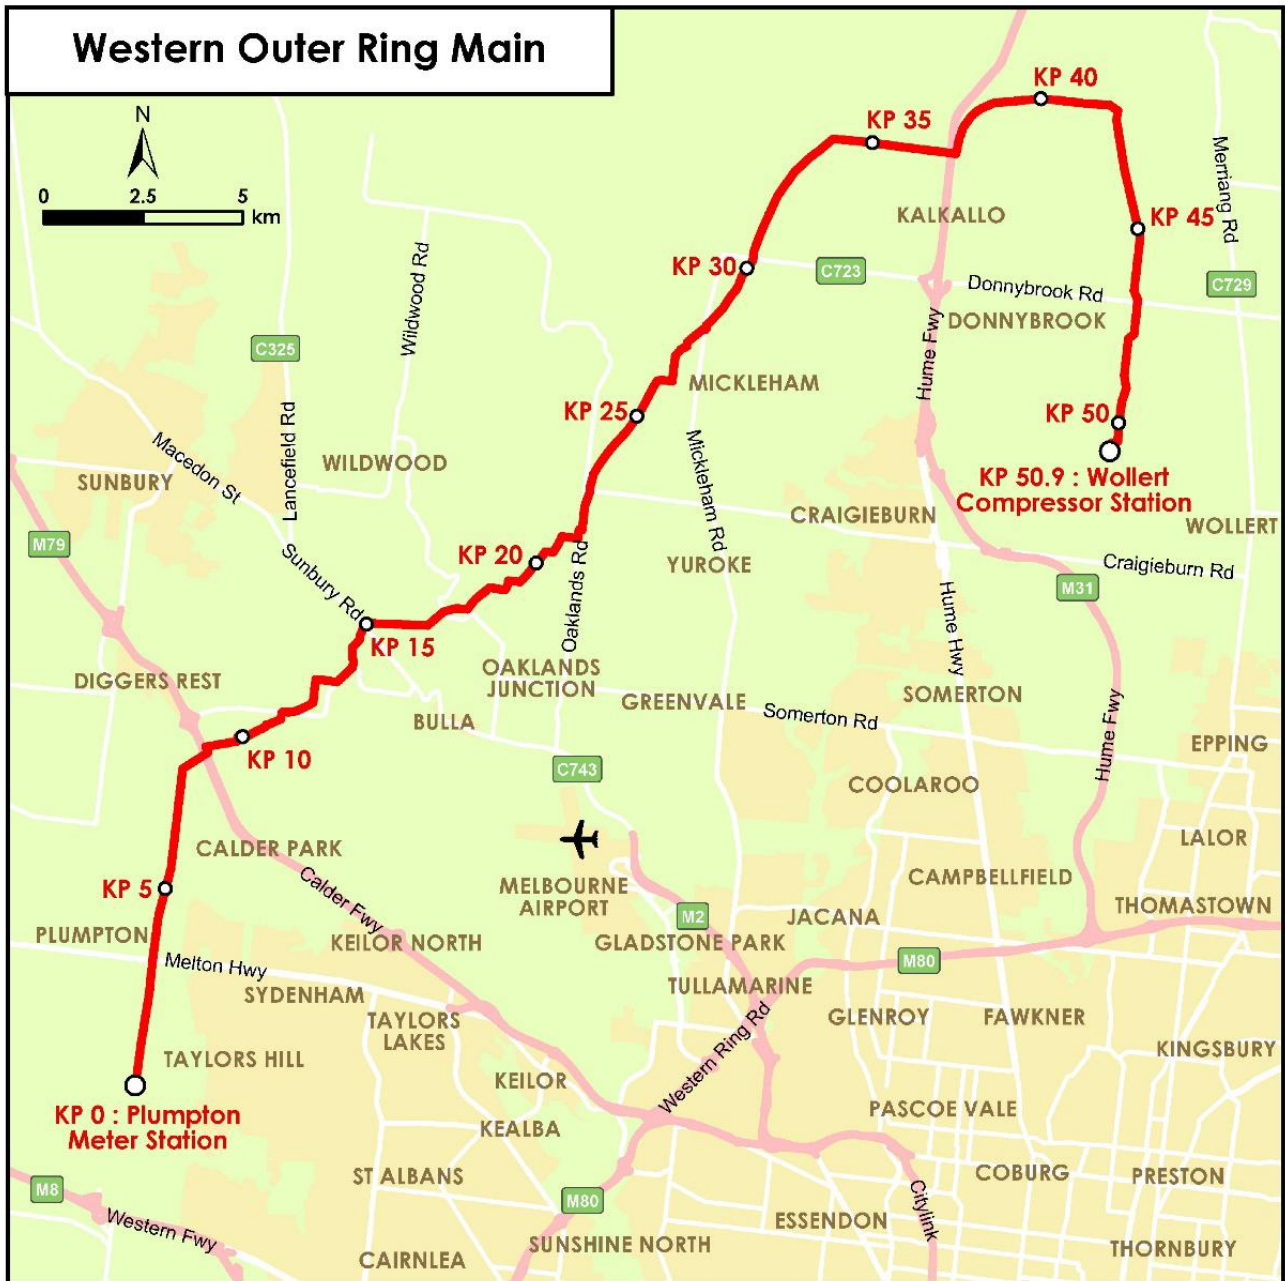 Western Outer Ring Main
N
0 2.5 5
km
KP 40
KP 35
Merriang Rd
KALKALLO
KP 45
Wildwood Rd
KP 30
C723
C729
Donnybrook Rd
DONNYBROOK
C325
Hume Fwy
MICKLEHAM
KP 25
KP 50
Lancefield Rd
Macedon St
WILDWOOD
SUNBURY
Mickleham Rd
KP 50.9 : Wollert
Compressor Station
CRAIGIEBURN
WOLLERT
M79
KP 20
Sunbury Rd
Oaklands Rd
YUROKE
Craigieburn Rd
M31
Hume Hwy
KP 15
OAKLANDS
JUNCTION
DIGGERS REST
GREENVALE
SOMERTON
BULLA
Somerton Rd
Hume Fwy
EPPING
KP 10
C743
COOLAROO
LALOR
CALDER PARK
KP 5
Calder Fwy
MELBOURNE
AIRPORT
CAMPBELLFIELD
THOMASTOWN
M2
JACANA
PLUMPTON
KEILOR NORTH
GLADSTONE PARK
M80
Melton Hwy
SYDENHAM
TULLAMARINE
TAYLORS
LAKES
GLENROY
FAWKNER
Western Ring Rd
KINGSBURY
TAYLORS HILL
KEILOR
KP 0 : Plumpton
Meter Station
PASCOE VALE
KEALBA
ST ALBANS
COBURG
PRESTON
M8
M80
Citylink
Western Fwy
ESSENDON
CAIRNLEA
SUNSHINE NORTH
THORNBURY